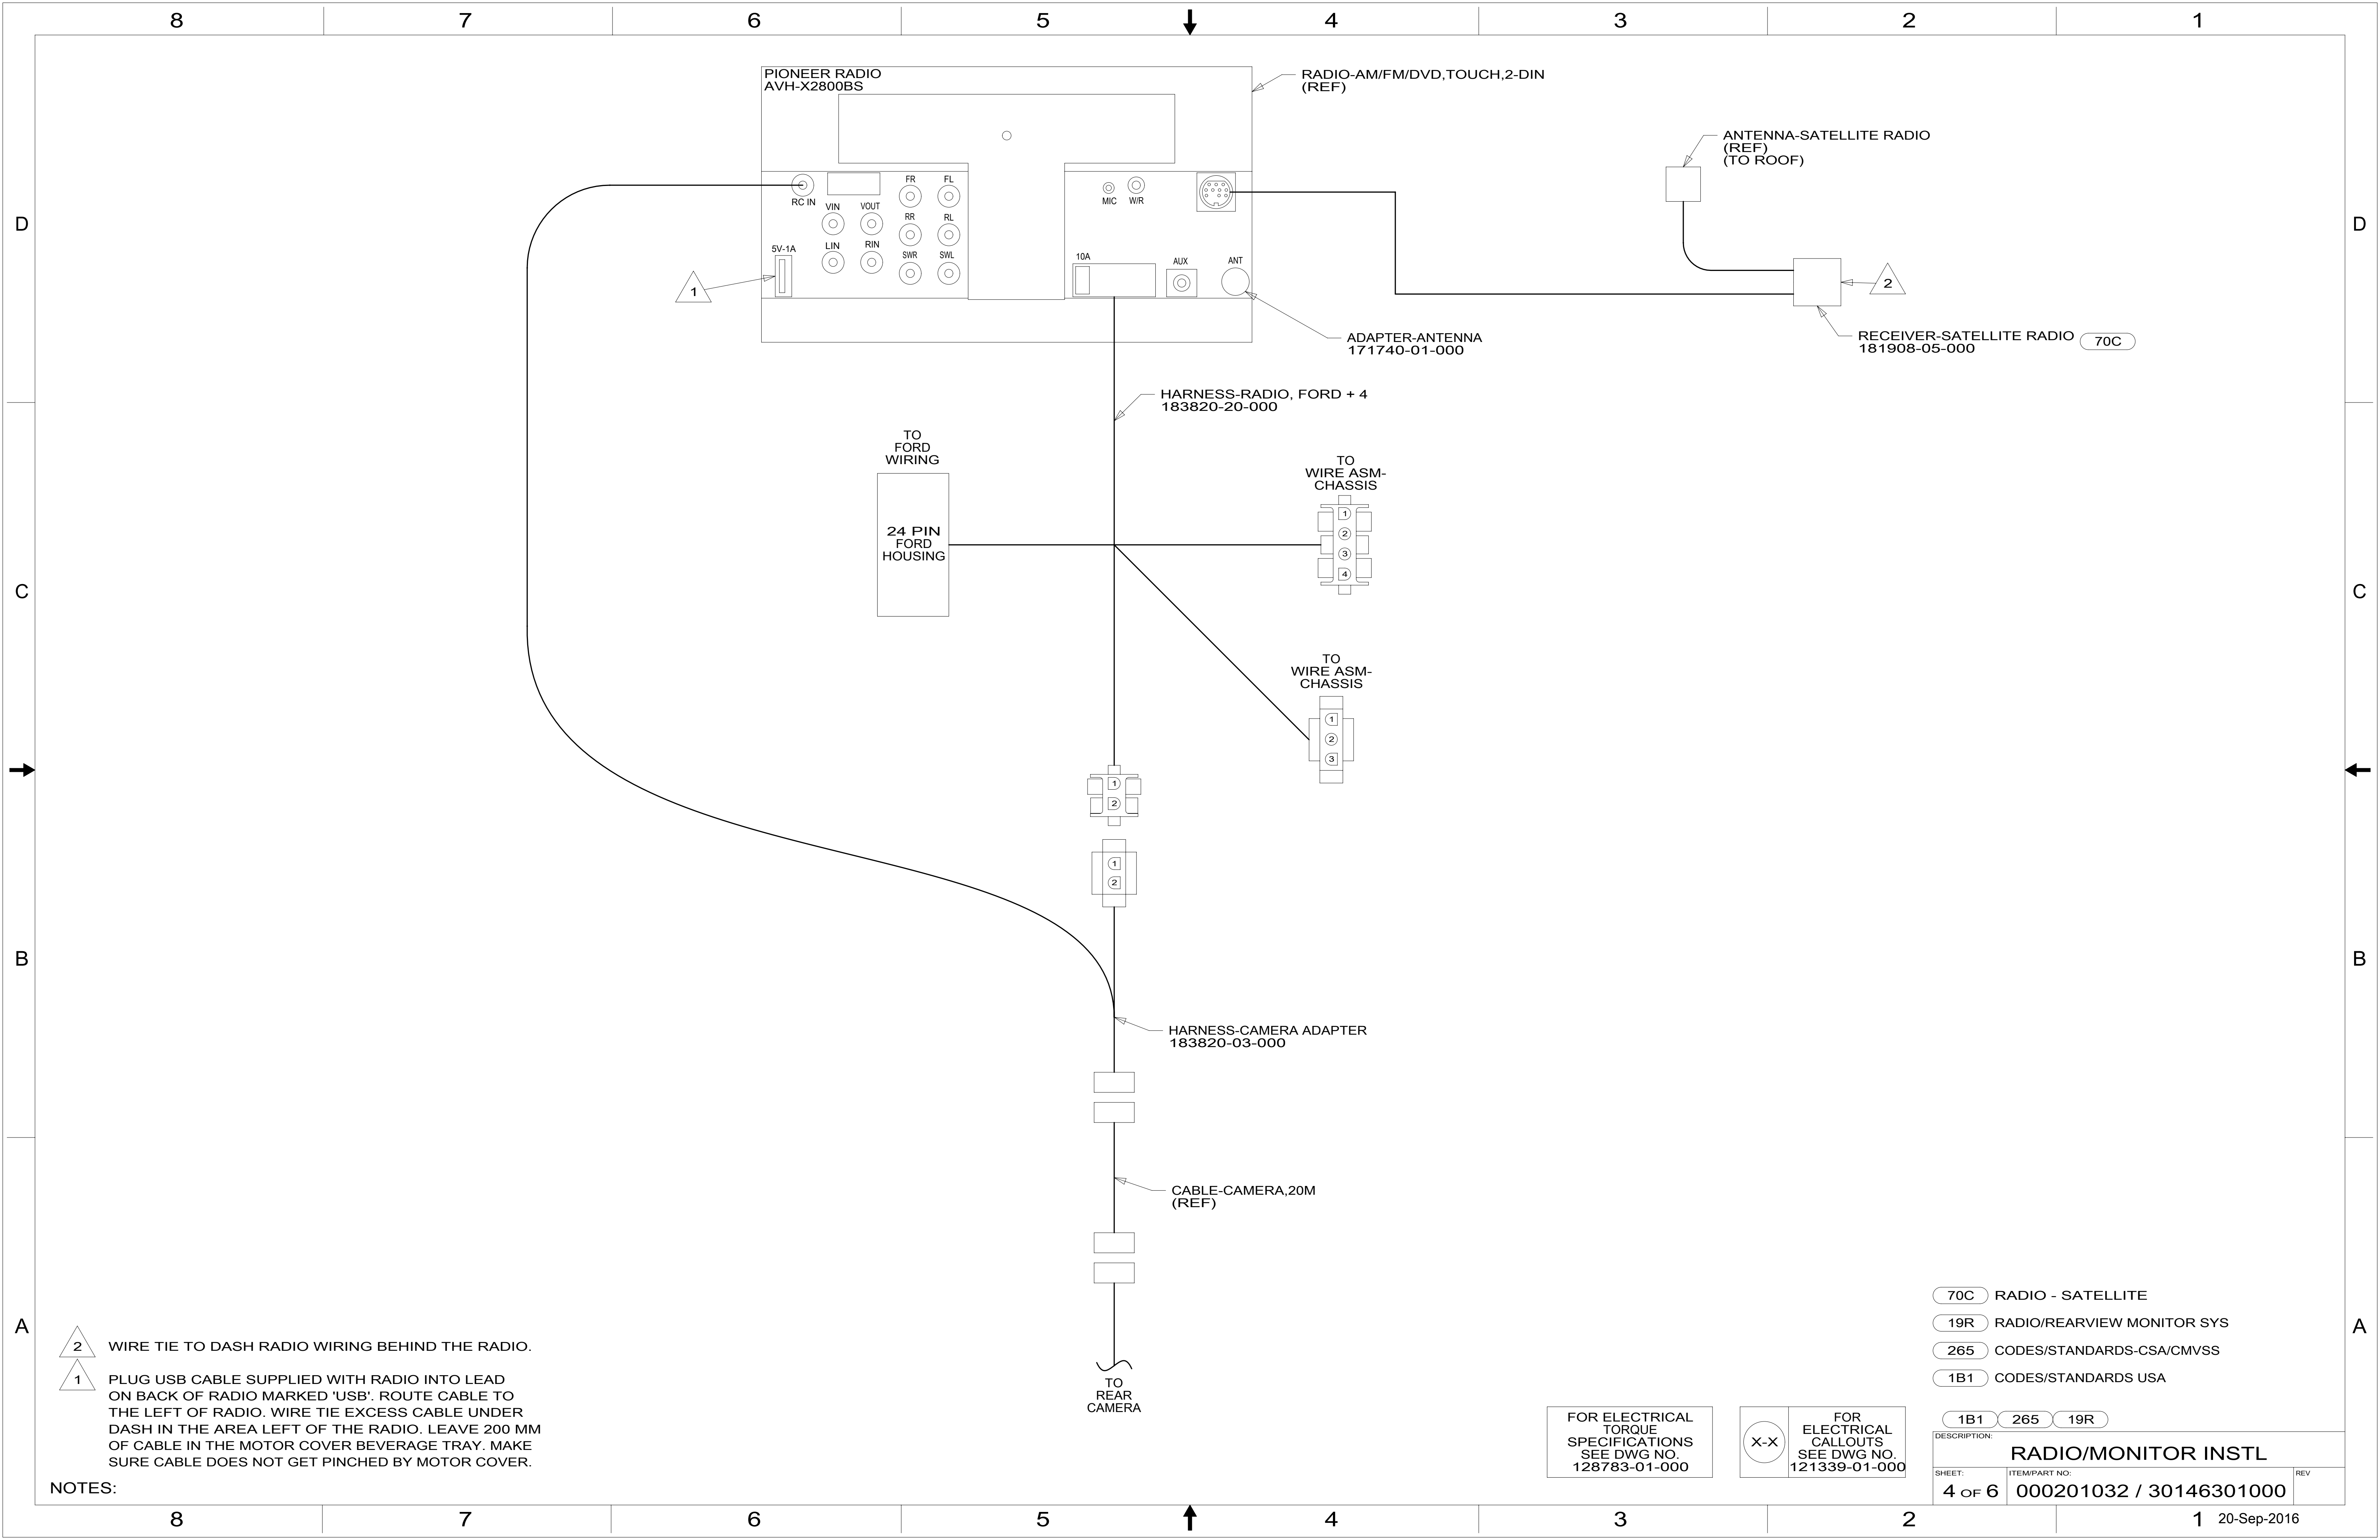 8 7 6 5 4 3 2 1
PIONEER RADIO
AVH-X2800BS
RADIO-AM/FM/DVD,TOUCH,2-DIN
(REF)
ANTENNA-SATELLITE RADIO
(REF)
(TO ROOF)
D
D
RC IN
VIN
VOUT
FR
FL
RR
RL
LIN
RIN
SWR
SWL
5V-1A
MIC
W/R
10A
AUX
ANT
1
2
ADAPTER-ANTENNA
171740-01-000
RECEIVER-SATELLITE RADIO
181908-05-000
70C
HARNESS-RADIO, FORD + 4
183820-20-000
TO
FORD
WIRING
24 PIN
FORD
HOUSING
TO
WIRE ASM-
CHASSIS
1
2
3
4
C
C
TO
WIRE ASM-
CHASSIS
1
2
3
1
2
1
2
B
B
HARNESS-CAMERA ADAPTER
183820-03-000
CABLE-CAMERA,20M
(REF)
TO
REAR
CAMERA
A
A
2
WIRE TIE TO DASH RADIO WIRING BEHIND THE RADIO.
1
PLUG USB CABLE SUPPLIED WITH RADIO INTO LEAD
ON BACK OF RADIO MARKED 'USB'. ROUTE CABLE TO
THE LEFT OF RADIO. WIRE TIE EXCESS CABLE UNDER
DASH IN THE AREA LEFT OF THE RADIO. LEAVE 200 MM
OF CABLE IN THE MOTOR COVER BEVERAGE TRAY. MAKE
SURE CABLE DOES NOT GET PINCHED BY MOTOR COVER.
NOTES:
70C RADIO - SATELLITE
19R RADIO/REARVIEW MONITOR SYS
265 CODES/STANDARDS-CSA/CMVSS
1B1 CODES/STANDARDS USA
1B1 265 19R
FOR ELECTRICAL
TORQUE
SPECIFICATIONS
SEE DWG NO.
128783-01-000
X-X
FOR
ELECTRICAL
CALLOUTS
SEE DWG NO.
121339-01-000
DESCRIPTION:
RADIO/MONITOR INSTL
SHEET:
4 OF 6
ITEM/PART NO:
000201032 / 30146301000
REV
8 7 6 5 4 3 2 1
20-Sep-2016